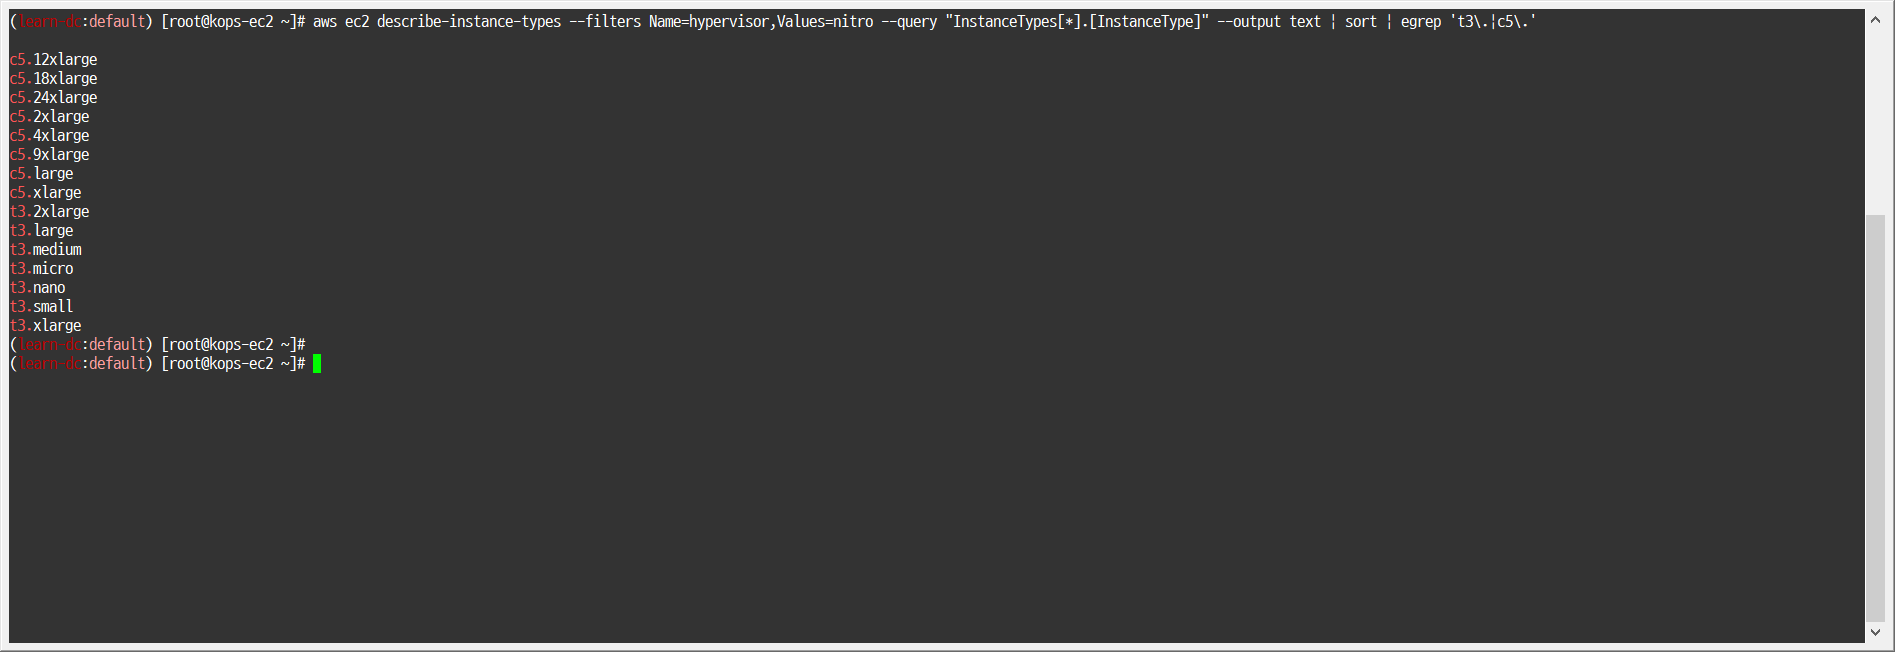 (learn-dc:default) [root@kops-ec2 ~]# aws ec2 describe-instance-types --filters Name=hypervisor,Values=nitro --query "InstanceTypes[*].[InstanceType]" --output text | sort | egrep 't3\.|c5\.'
c5.12xlarge
c5.18xlarge
c5.24xlarge
c5.2xlarge
c5.4xlarge
c5.9xlarge
c5.large
c5.xlarge
t3.2xlarge
t3.large
t3.medium
t3.micro
t3.nano
t3.small
t3.xlarge
(learn-dc:default) [root@kops-ec2 ~]#
(learn-dc:default) [root@kops-ec2 ~]#